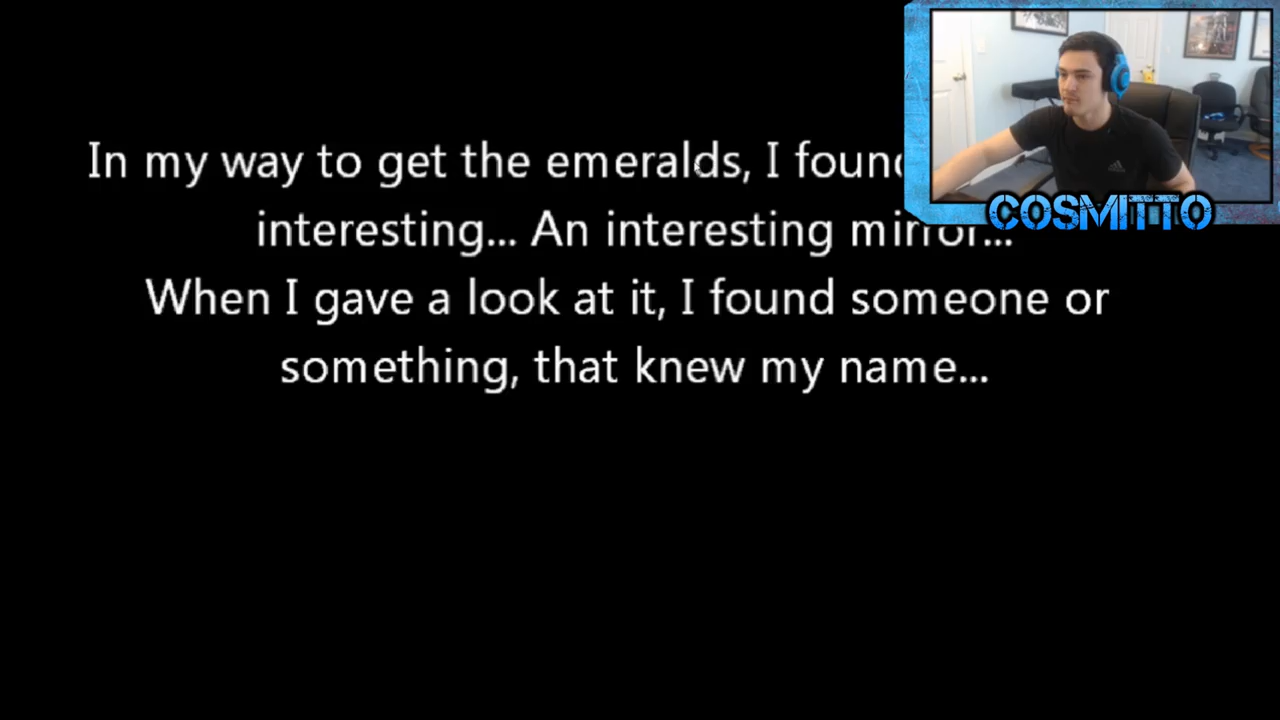 In my way to get the emeralds, I found
interesting... An interesting mirror...
When I gave a look at it, I found someone or
something, that knew my name...
COSMITTO